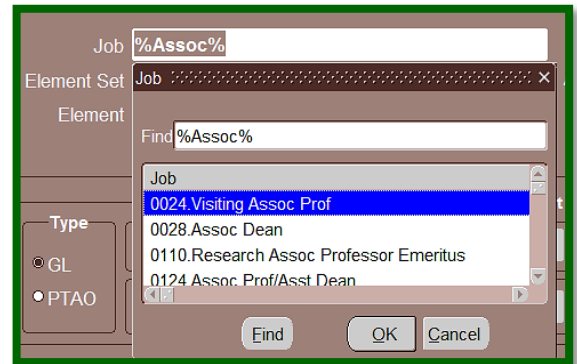 Job %Assoc%
Element Set Job
Element
Find %Assoc%
Job
0024.Visiting Assoc Prof
0028.Assoc Dean
0110.Research Assoc Professor Emeritus
0124.Assoc Prof/Asst Dean
Type
GL
PTAO
Find OK Cancel